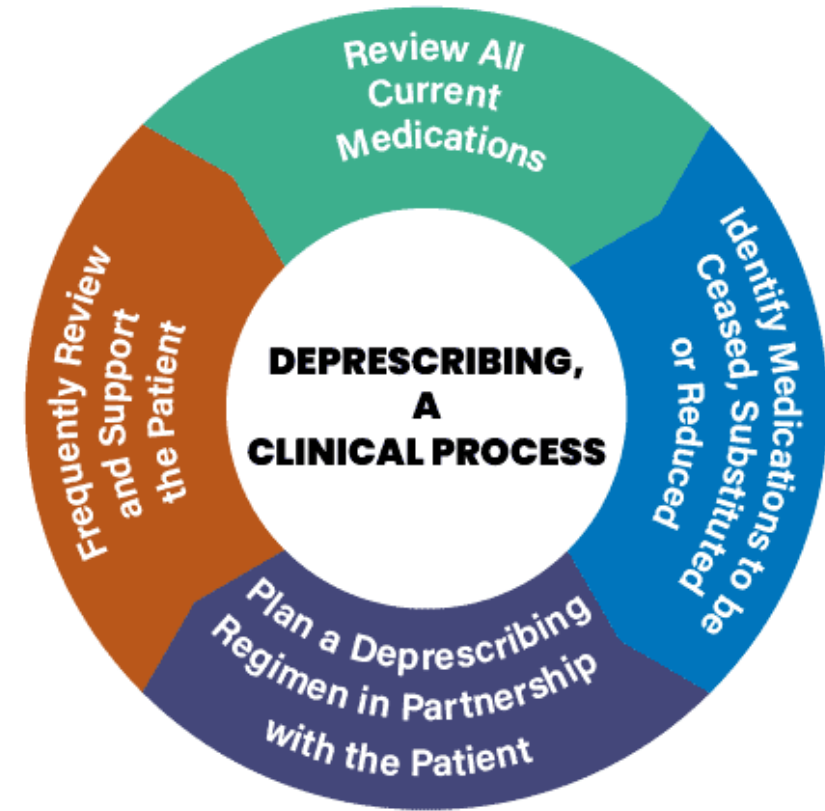 Review All
Current
Medications
Identify Medications to be
Ceased, Substituted
or Reduced
Plan a Deprescribing
Regimen in Partnership
with the Patient
Frequently Review
and Support
the Patient
DEPRESCRIBING,
A
CLINICAL PROCESS